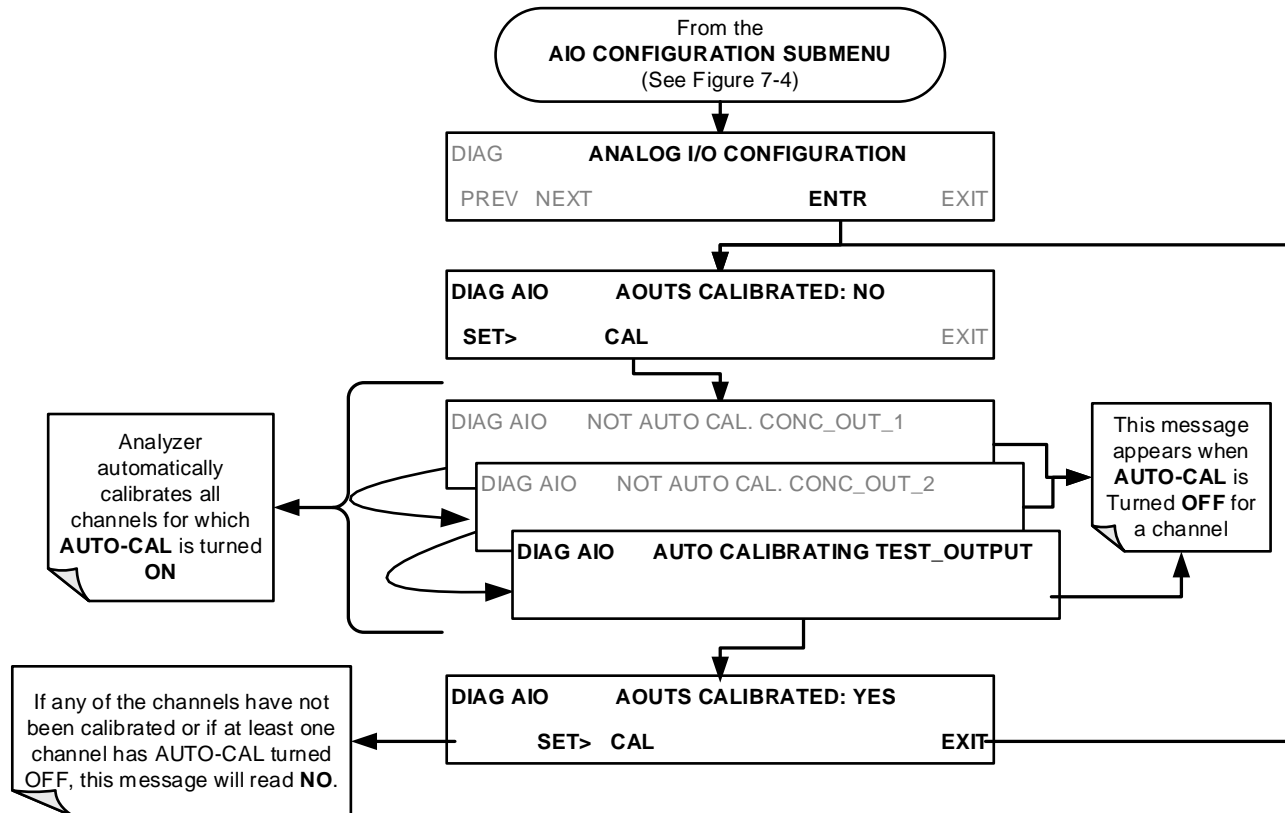 From the
AIO CONFIGURATION SUBMENU
(See Figure 7-4)
DIAG ANALOG I/O CONFIGURATION
PREV NEXT ENTR EXIT
DIAG AIO AOUTS CALIBRATED: NO
SET> CAL EXIT
Analyzer
automatically
calibrates all
channels for which
AUTO-CAL is turned
ON
DIAG AIO NOT AUTO CAL. CONC_OUT_1
DIAG AIO NOT AUTO CAL. CONC_OUT_2
DIAG AIO AUTO CALIBRATING TEST_OUTPUT
This message
appears when
AUTO-CAL is
Turned OFF for
a channel
If any of the channels have not
been calibrated or if at least one
channel has AUTO-CAL turned
OFF, this message will read NO.
DIAG AIO AOUTS CALIBRATED: YES
SET> CAL EXIT